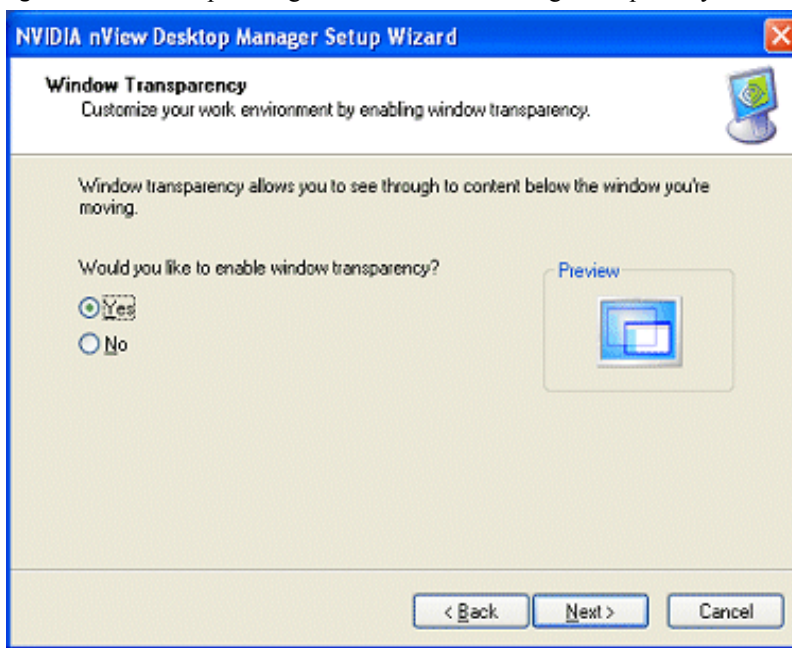 NVIDIA nView Desktop Manager Setup Wizard
Window Transparency
Customize your work environment by enabling window transparency.
Window transparency allows you to see through to content below the window you're
moving.
Would you like to enable window transparency?
Preview
Yes
No
< Back
Next >
Cancel